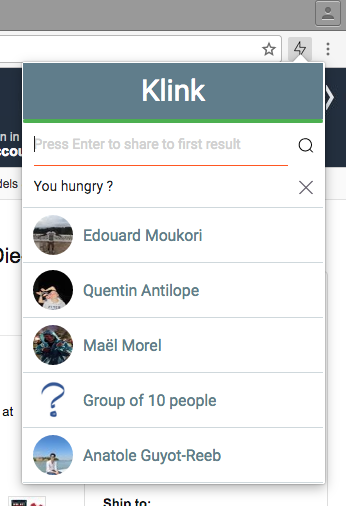 Klink
n in
ccou
Press Enter to share to first result
You hungry ?
dels
Edouard Moukori
Die
Quentin Antilope
Maël Morel
Group of 10 people
at
Anatole Guyot-Reeb
Ship to: